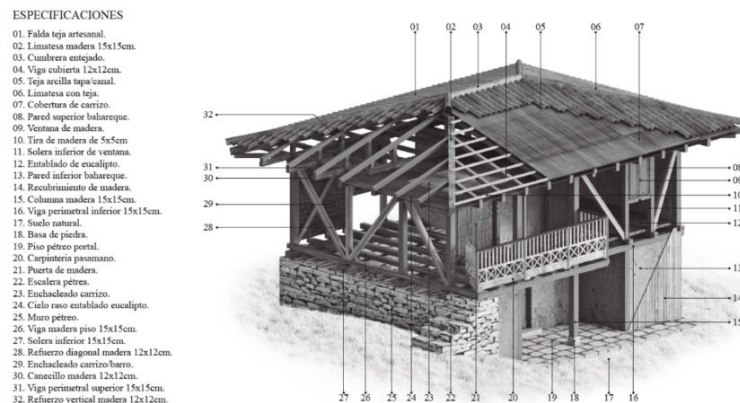 ESPECIFICACIONES
01. Falda teja artesanal.
02. Limatesa madera 15x15cm.
03. Cumbrera entejado.
04. Viga cubierta 12x12cm.
05. Teja arcilla tapa/canal.
06. Limatesa con teja.
07. Cobertura de carrizo.
08. Pared superior bahareque.
09. Ventana de madera.
10. Tira de madera de 5x5cm
11. Solera inferior de ventana.
12. Entablado de eucalipto.
13. Pared inferior bahareque.
14. Recubrimiento de madera.
15. Columna madera 15x15cm.
16. Viga perimetral inferior 15x15cm.
17. Suelo natural.
18. Basa de piedra.
19. Piso pétreo portal.
20. Carpintería pasamano.
21. Puerta de madera.
22. Escalera pétrea.
23. Enchacleado carrizo.
24. Cielo raso entablado eucalipto.
25. Muro pétreo.
26. Viga madera piso 15x15cm.
27. Solera inferior 15x15cm.
28. Refuerzo diagonal madera 12x12cm.
29. Enchacleado carrizo/barro.
30. Canecillo madera 12x12cm.
31. Viga perimetral superior 15x15cm.
32. Refuerzo vertical madera 12x12cm.
01 02 03 04 05 06 07
32
31
30
29
28
08
09
10
11
12
13
14
15
27 26 25 24 23 22 21 20 19 18 17 16